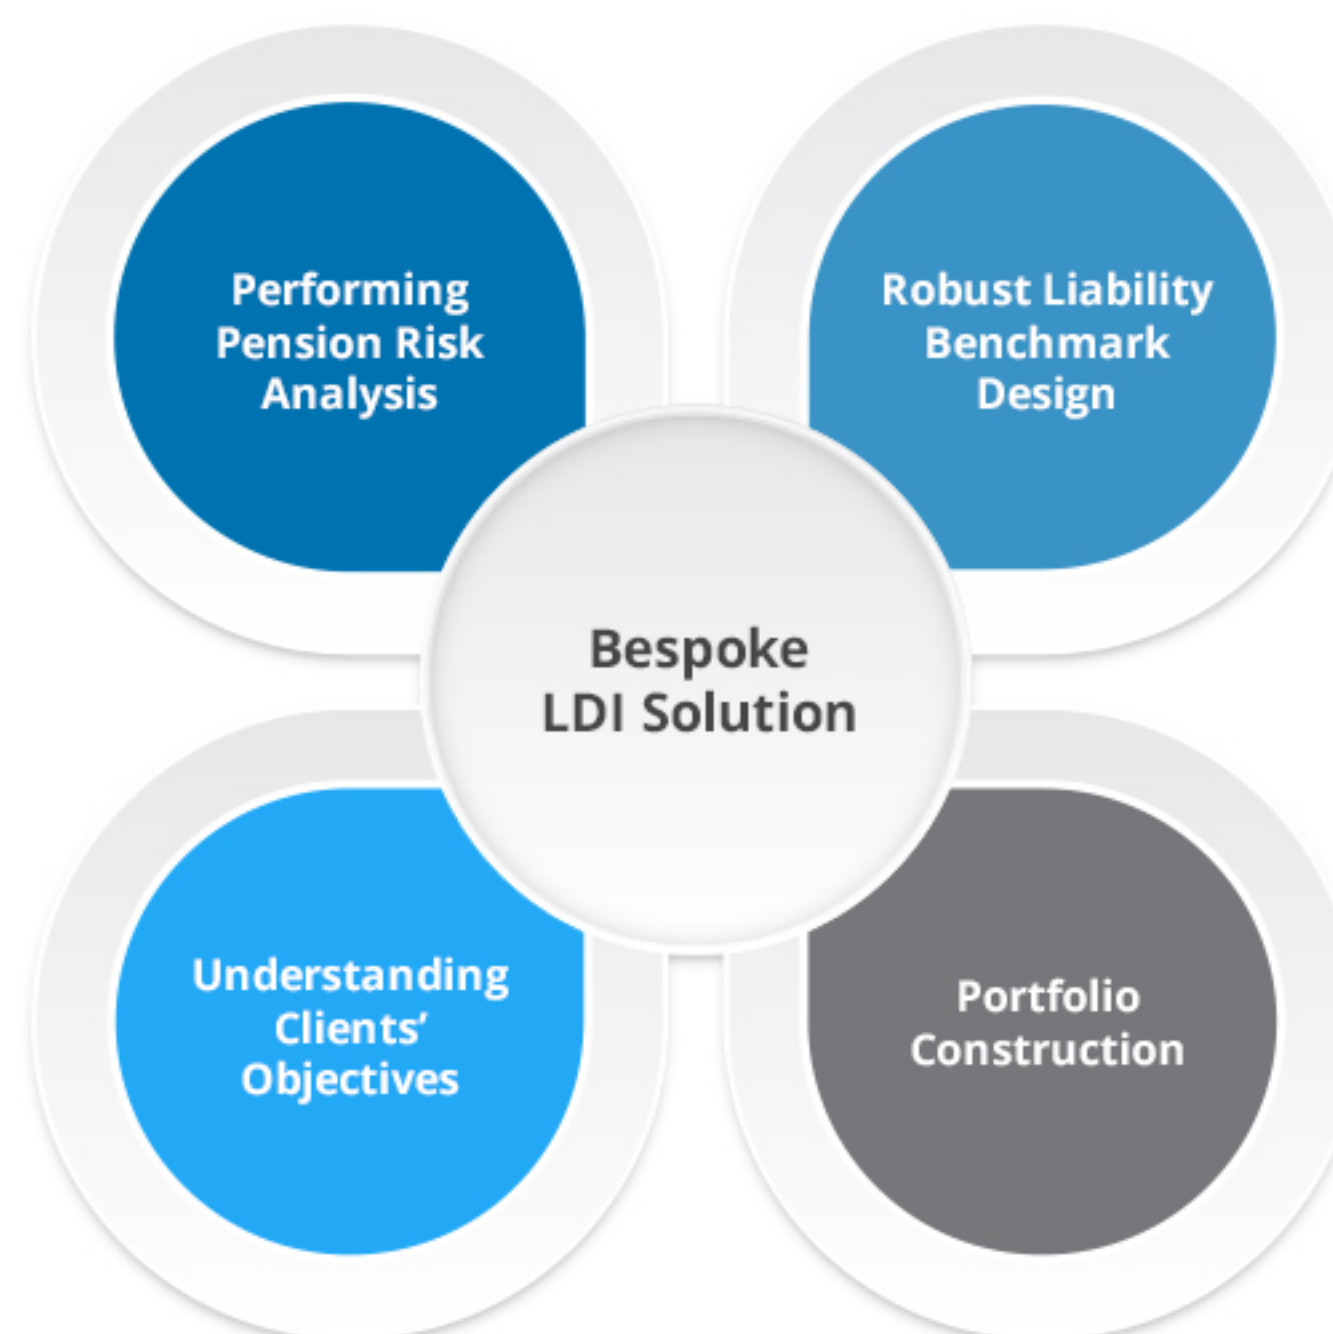 Performing
Pension Risk
Analysis
Robust Liability
Benchmark
Design
Bespoke
LDI Solution
Understanding
Clients’
Objectives
Portfolio
Construction